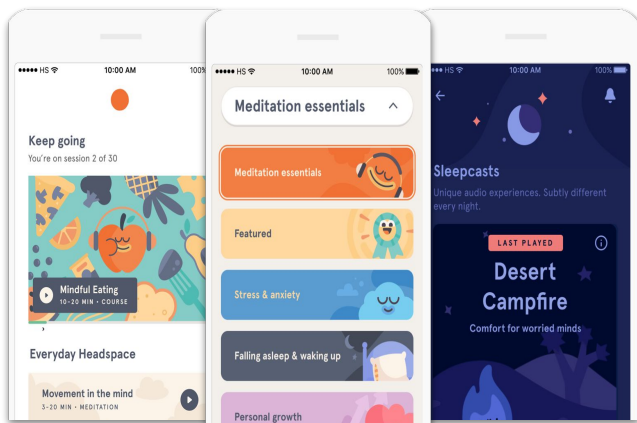 HS 10:00 AM 100%
Keep going
You're on session 2 of 30
Mindful Eating
10-20 MIN • COURSE
Everyday Headspace
Movement in the mind
3-20 MIN • MEDITATION
HS 10:00 AM 100%
Meditation essentials
Meditation essentials
Featured
Stress & anxiety
Falling asleep & waking up
Personal growth
HS 10:00 AM 100%
Sleepcasts
Unique audio experiences. Subtly different
every night.
LAST PLAYED
Desert
Campfire
Comfort for worried minds